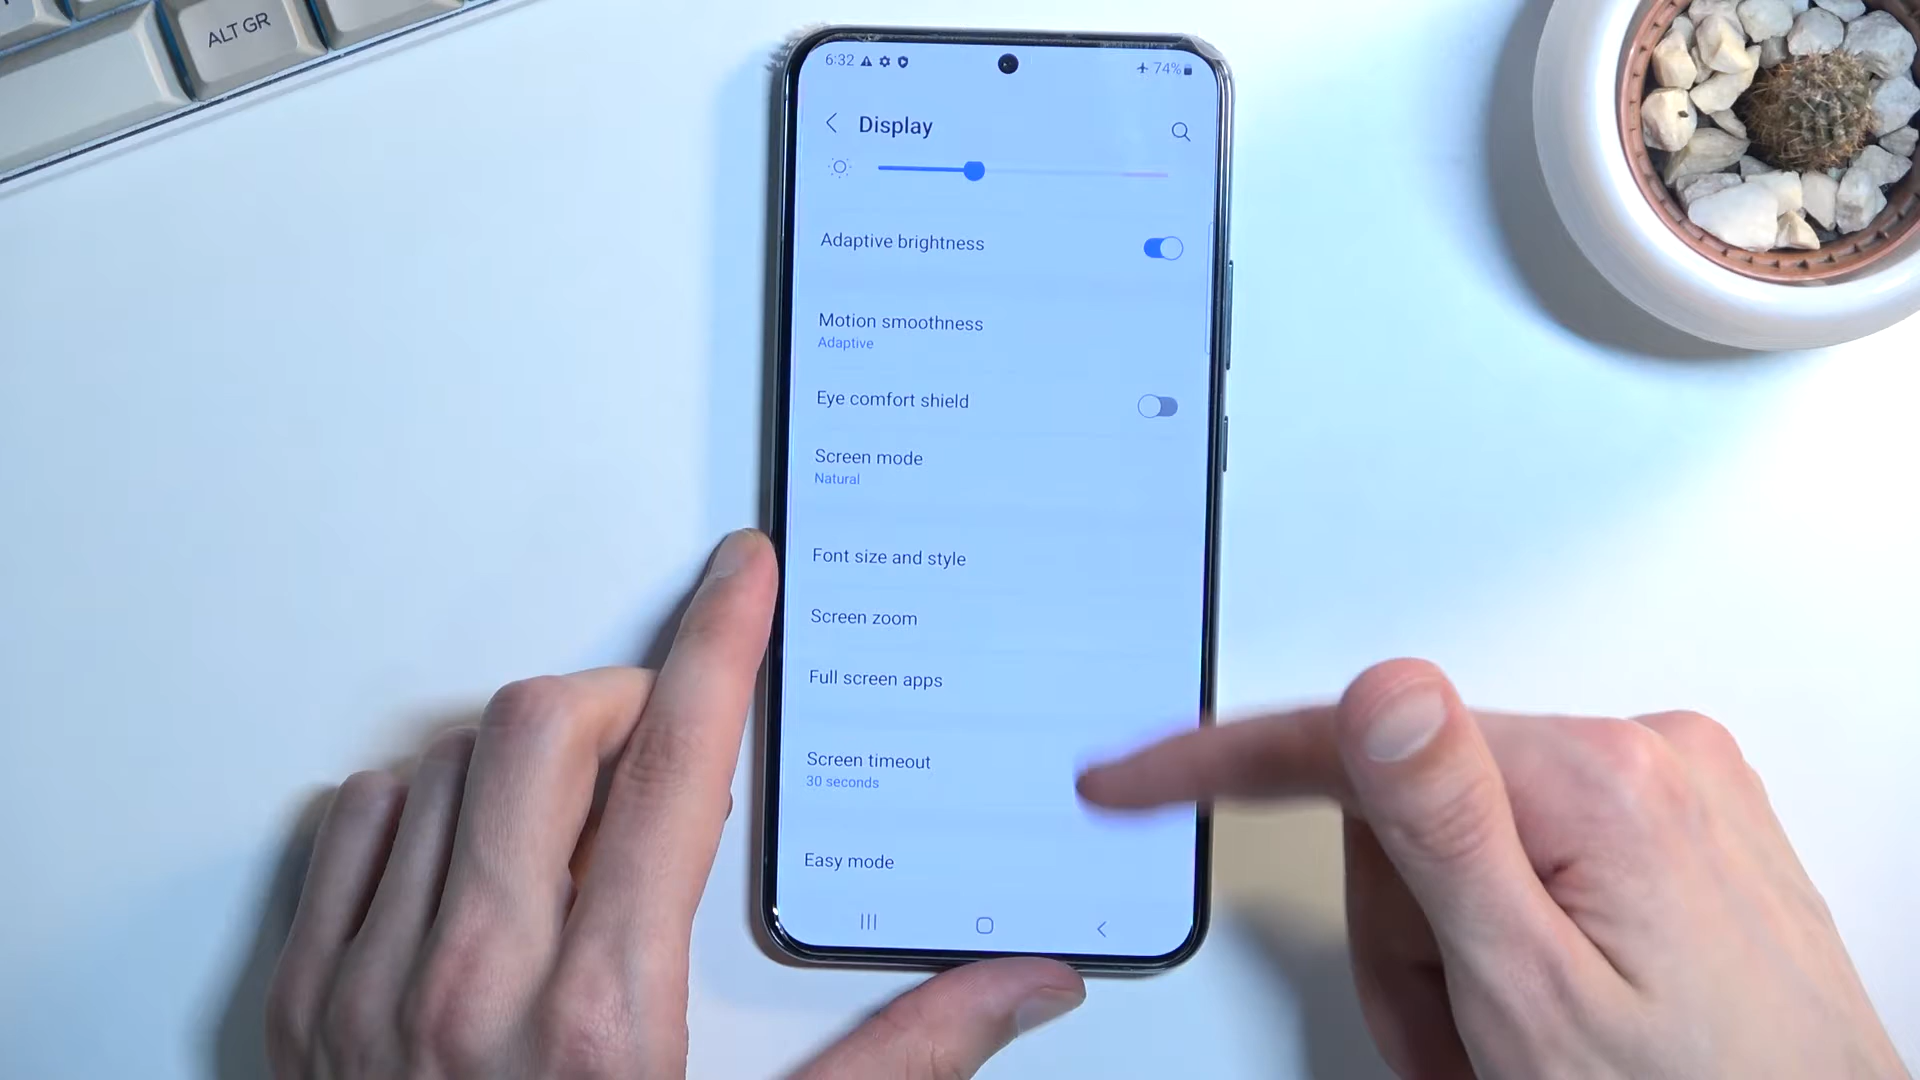 ALT GR
6:32
74%
Display
Adaptive brightness
Motion smoothness
Adaptive
Eye comfort shield
Screen mode
Natural
Font size and style
Screen zoom
Full screen apps
Screen timeout
30 seconds
Easy mode